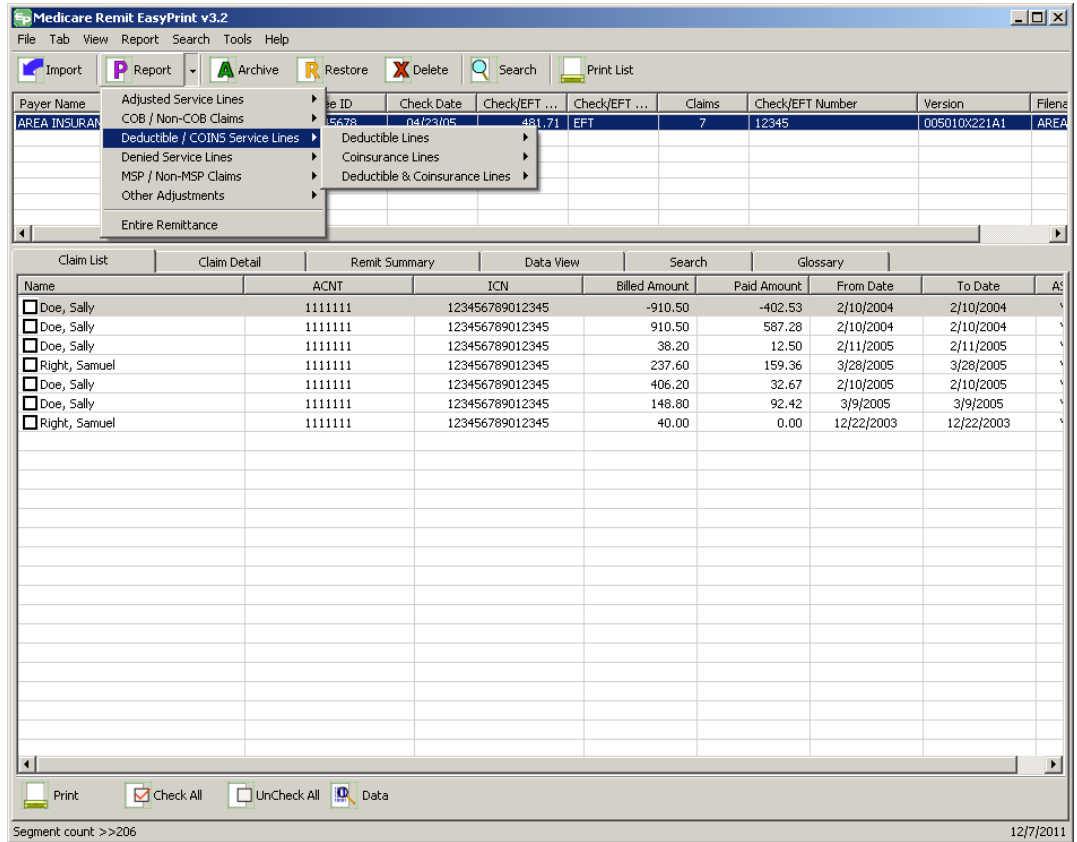 Medicare Remit EasyPrint v3.2
File Tab View Report Search Tools Help
Import P Report A Archive R Restore X Delete Search Print List
Payer Name ee ID Check Date Check/EFT ... Check/EFT ... Claims Check/EFT Number Version Filena
AREA INSURAN 5678 04/23/05 481.71 EFT 7 12345 005010X221A1 AREA
Adjusted Service Lines
COB / Non-COB Claims
Deductible / COINS Service Lines
Denied Service Lines
MSP / Non-MSP Claims
Other Adjustments
Entire Remittance
Deductible Lines
Coinsurance Lines
Deductible & Coinsurance Lines
Claim List Claim Detail Remit Summary Data View Search Glossary
Name ACNT ICN Billed Amount Paid Amount From Date To Date AS
Doe, Sally 1111111 123456789012345 -910.50 -402.53 2/10/2004 2/10/2004
Doe, Sally 1111111 123456789012345 910.50 587.28 2/10/2004 2/10/2004
Doe, Sally 1111111 123456789012345 38.20 12.50 2/11/2005 2/11/2005
Right, Samuel 1111111 123456789012345 237.60 159.36 3/28/2005 3/28/2005
Doe, Sally 1111111 123456789012345 406.20 32.67 2/10/2005 2/10/2005
Doe, Sally 1111111 123456789012345 148.80 92.42 3/9/2005 3/9/2005
Right, Samuel 1111111 123456789012345 40.00 0.00 12/22/2003 12/22/2003
Print Check All UnCheck All Data
Segment count >>206 12/7/2011